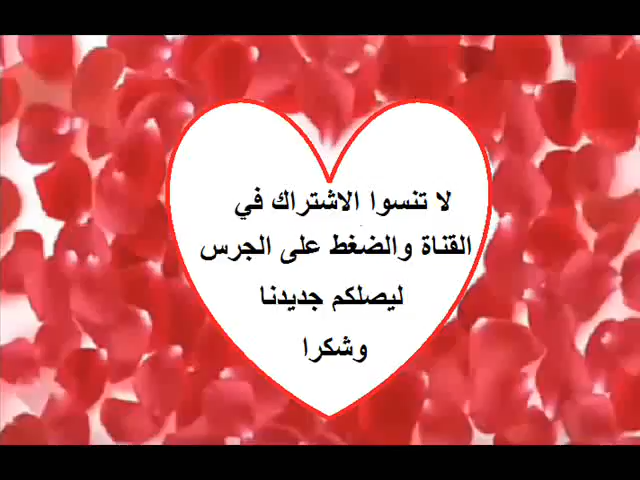 لا تنسوا الاشتراك في
القناة والضغط على الجرس
ليصلكم جديدنا
وشكرا